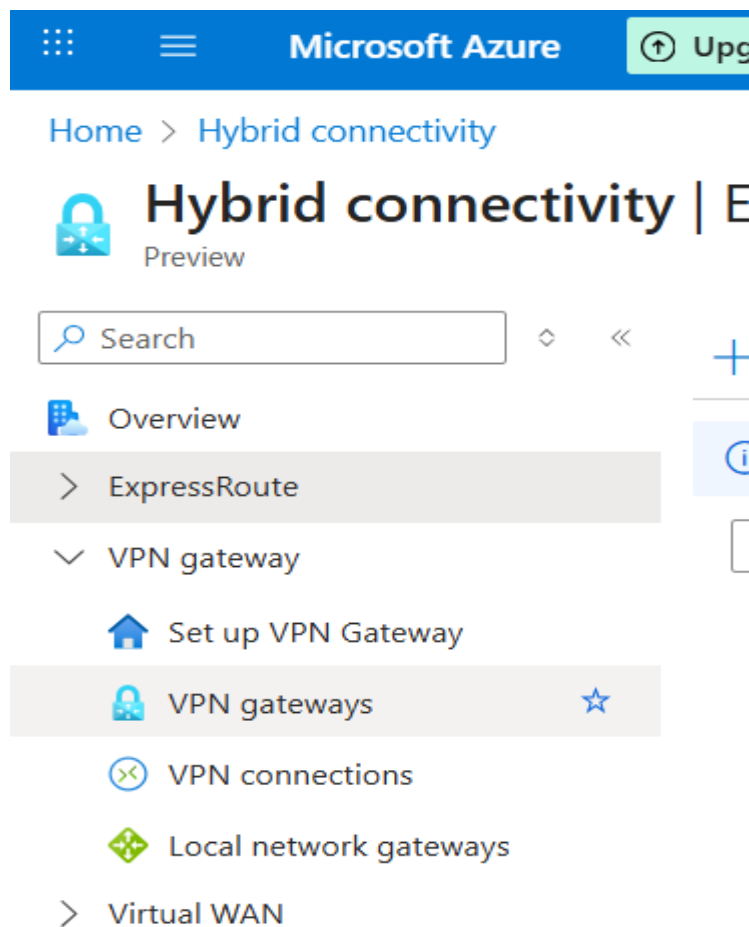 Microsoft Azure Upg
Home > Hybrid connectivity
Hybrid connectivity | E
Preview
Search
Overview
ExpressRoute
VPN gateway
Set up VPN Gateway
VPN gateways
VPN connections
Local network gateways
Virtual WAN